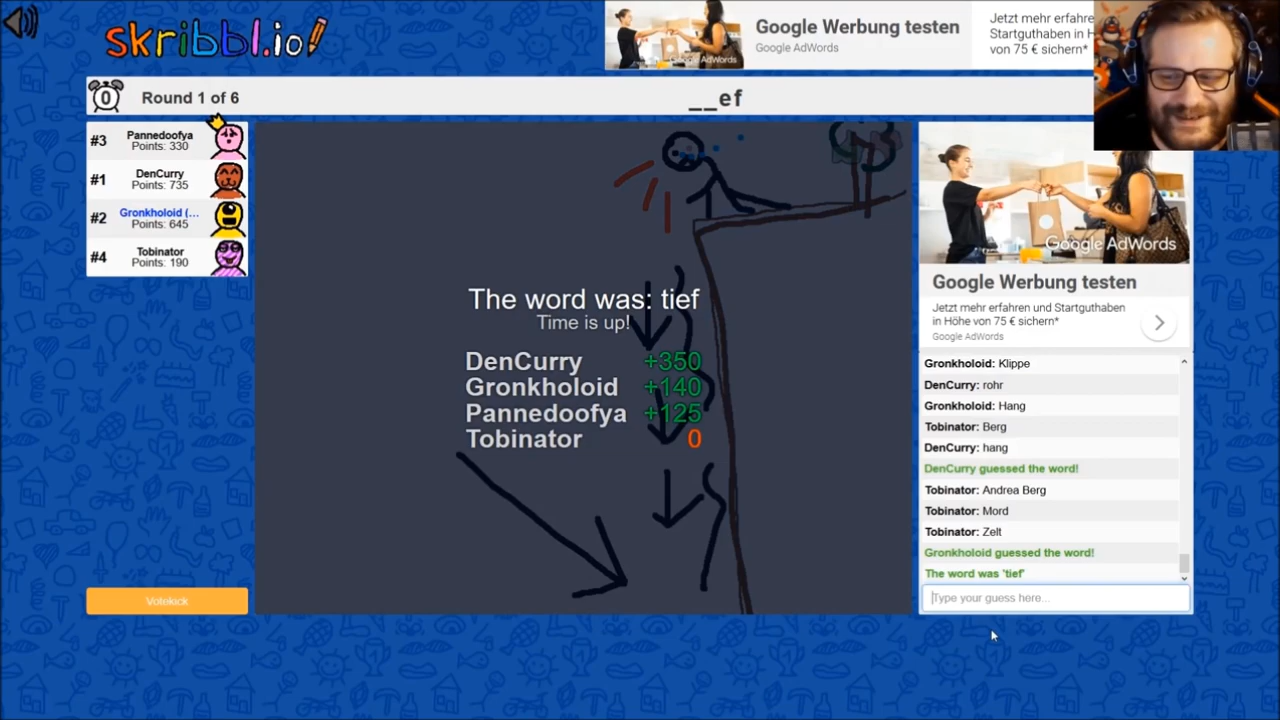 skribbl.io
Google Werbung testen
Google AdWords
Jetzt mehr erfahre
Startguthaben in H
von 75 € sichern*
Google AdWords
0
Round 1 of 6
__ef
#3
Pannedoofya
Points: 330
#1
DenCurry
Points: 735
#2
Gronkholoid (...
Points: 645
#4
Tobinator
Points: 190
Votekick
The word was: tief
Time is up!
DenCurry +350
Gronkholoid +140
Pannedoofya +125
Tobinator 0
Google AdWords
Google Werbung testen
Jetzt mehr erfahren und Startguthaben
in Höhe von 75 € sichern*
Google AdWords
Gronkholoid: Klippe
DenCurry: rohr
Gronkholoid: Hang
Tobinator: Berg
DenCurry: hang
DenCurry guessed the word!
Tobinator: Andrea Berg
Tobinator: Mord
Tobinator: Zelt
Gronkholoid guessed the word!
The word was 'tief'
Type your guess here...